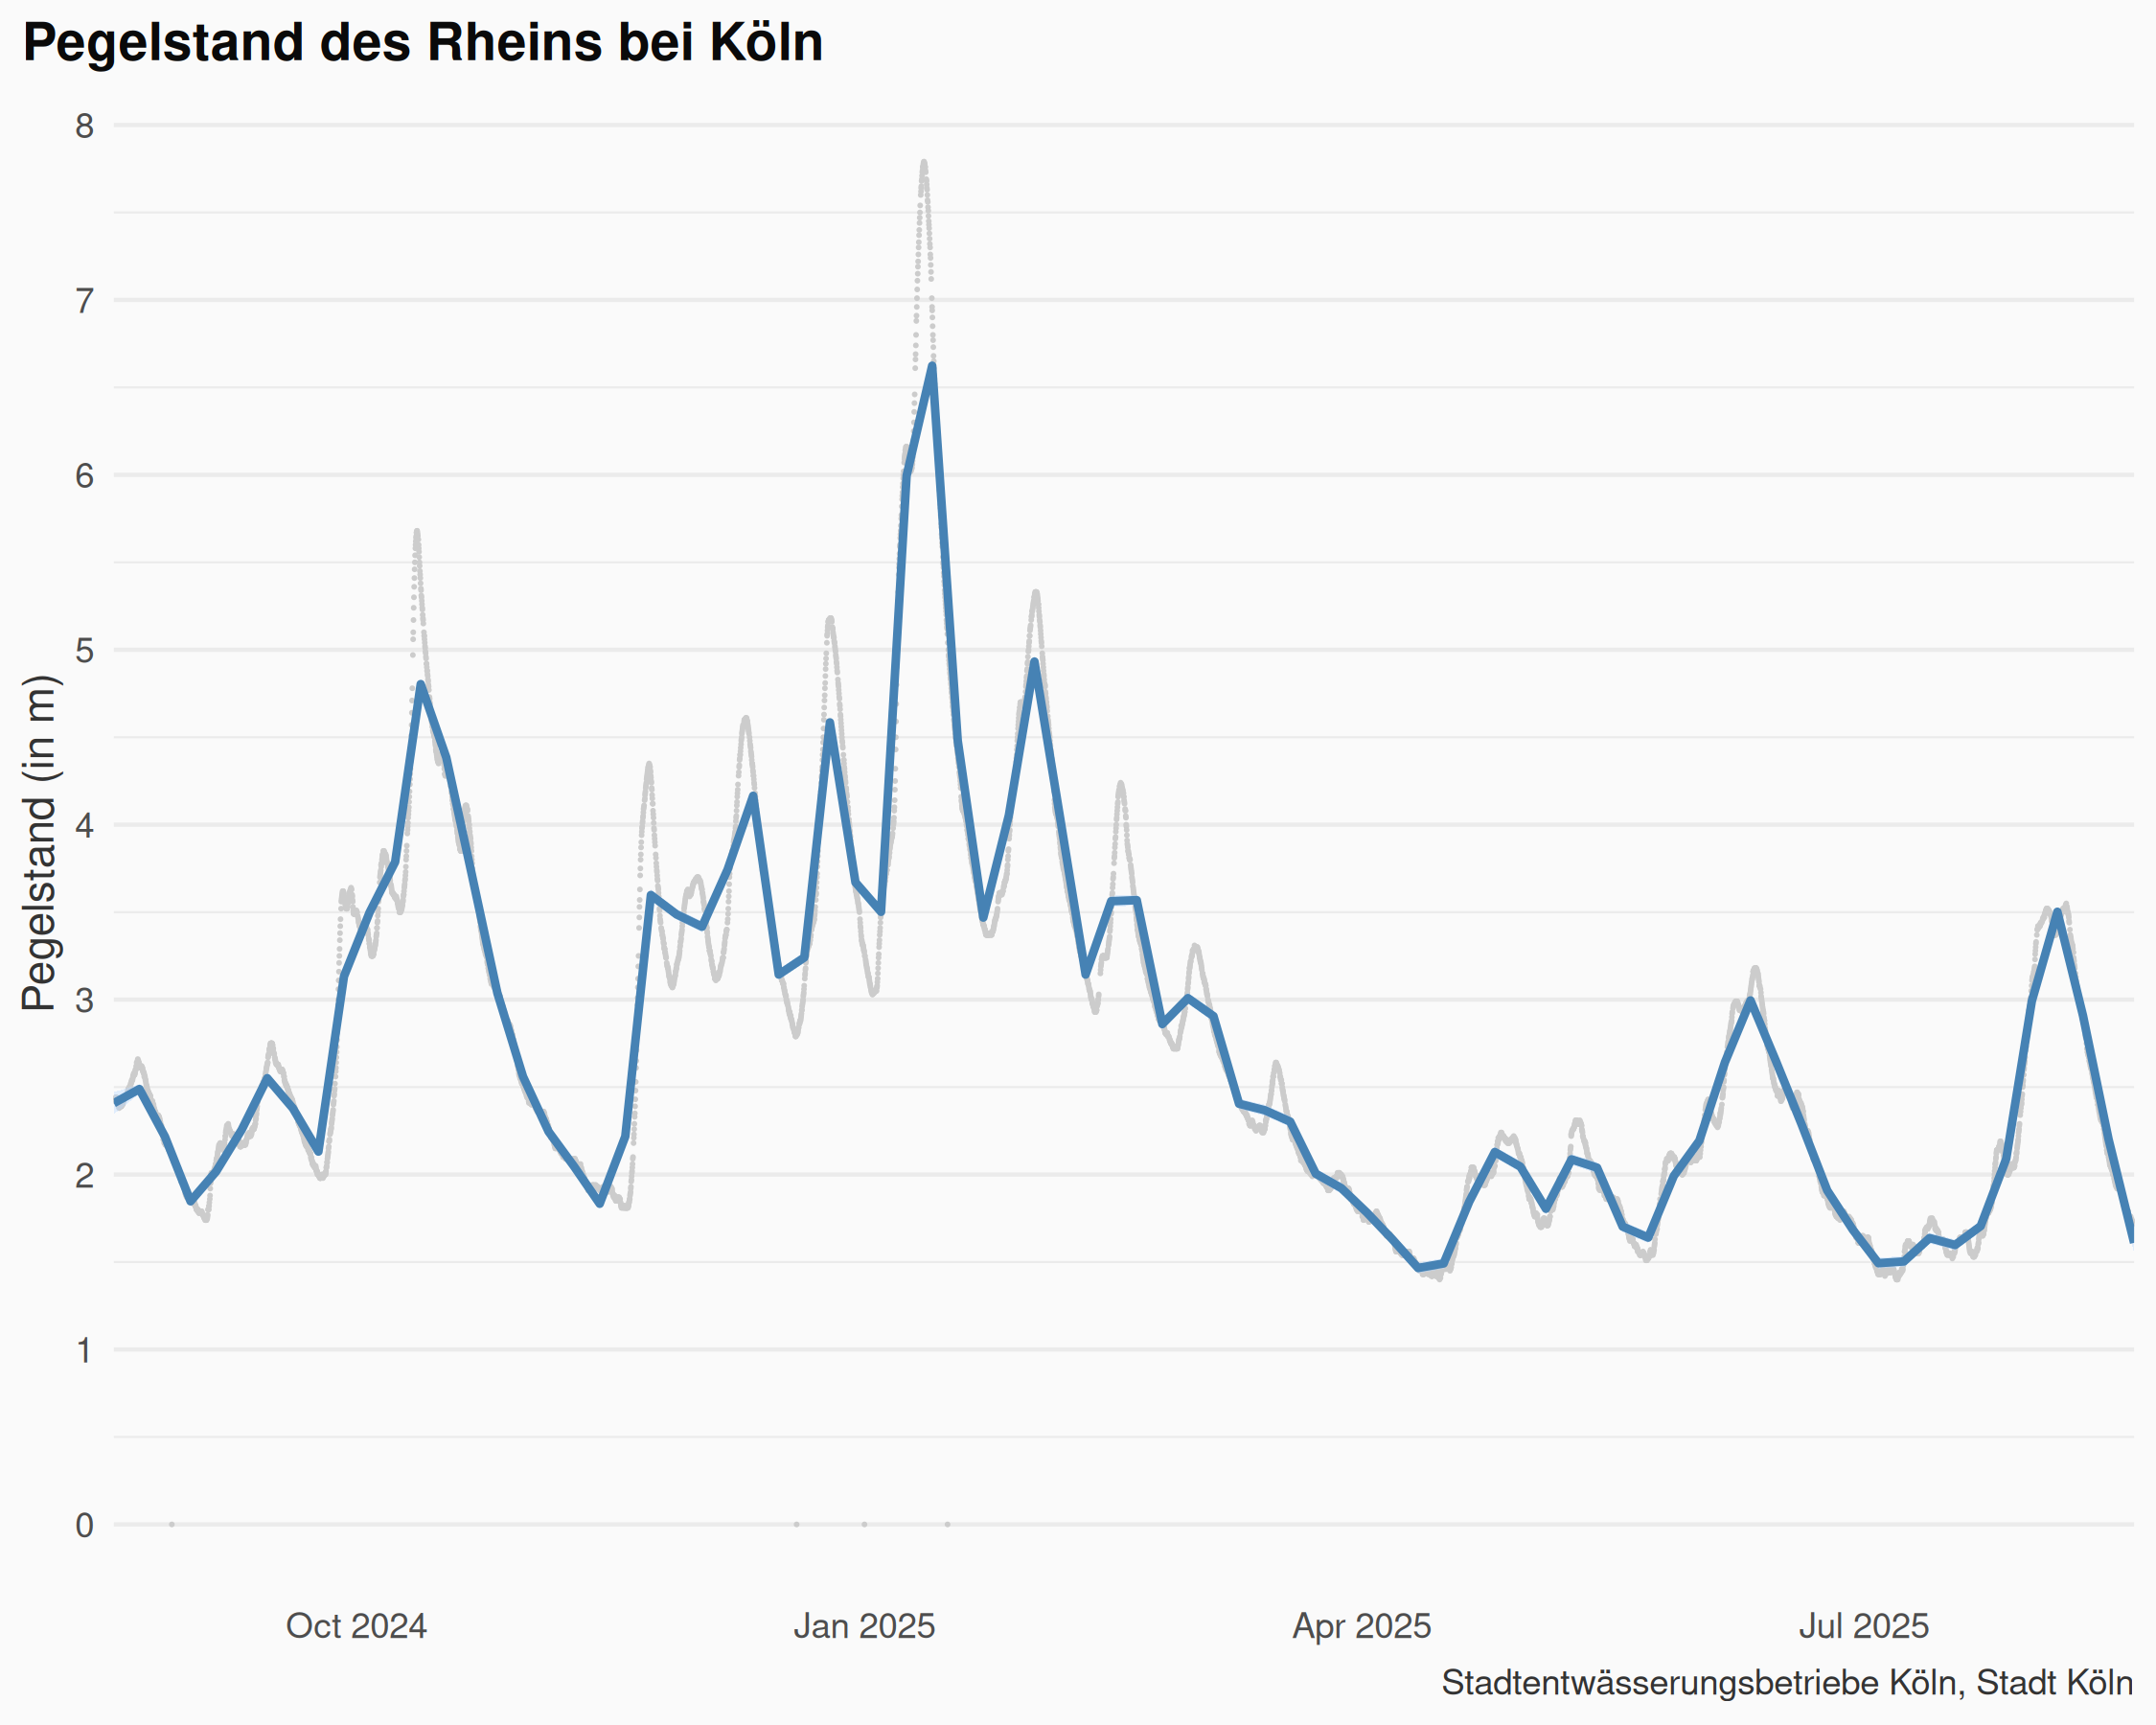 Pegelstand des Rheins bei Köln
Pegelstand (in m)
8
7
6
5
4
3
2
1
0
Oct 2024 Jan 2025 Apr 2025 Jul 2025
Stadtentwässerungsbetriebe Köln, Stadt Köln